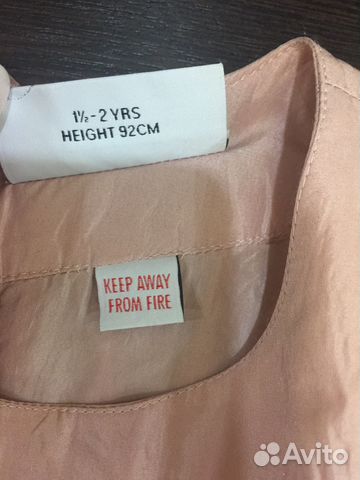 1½-2 YRS
HEIGHT 92CM
KEEP AWAY
FROM FIRE
Avito